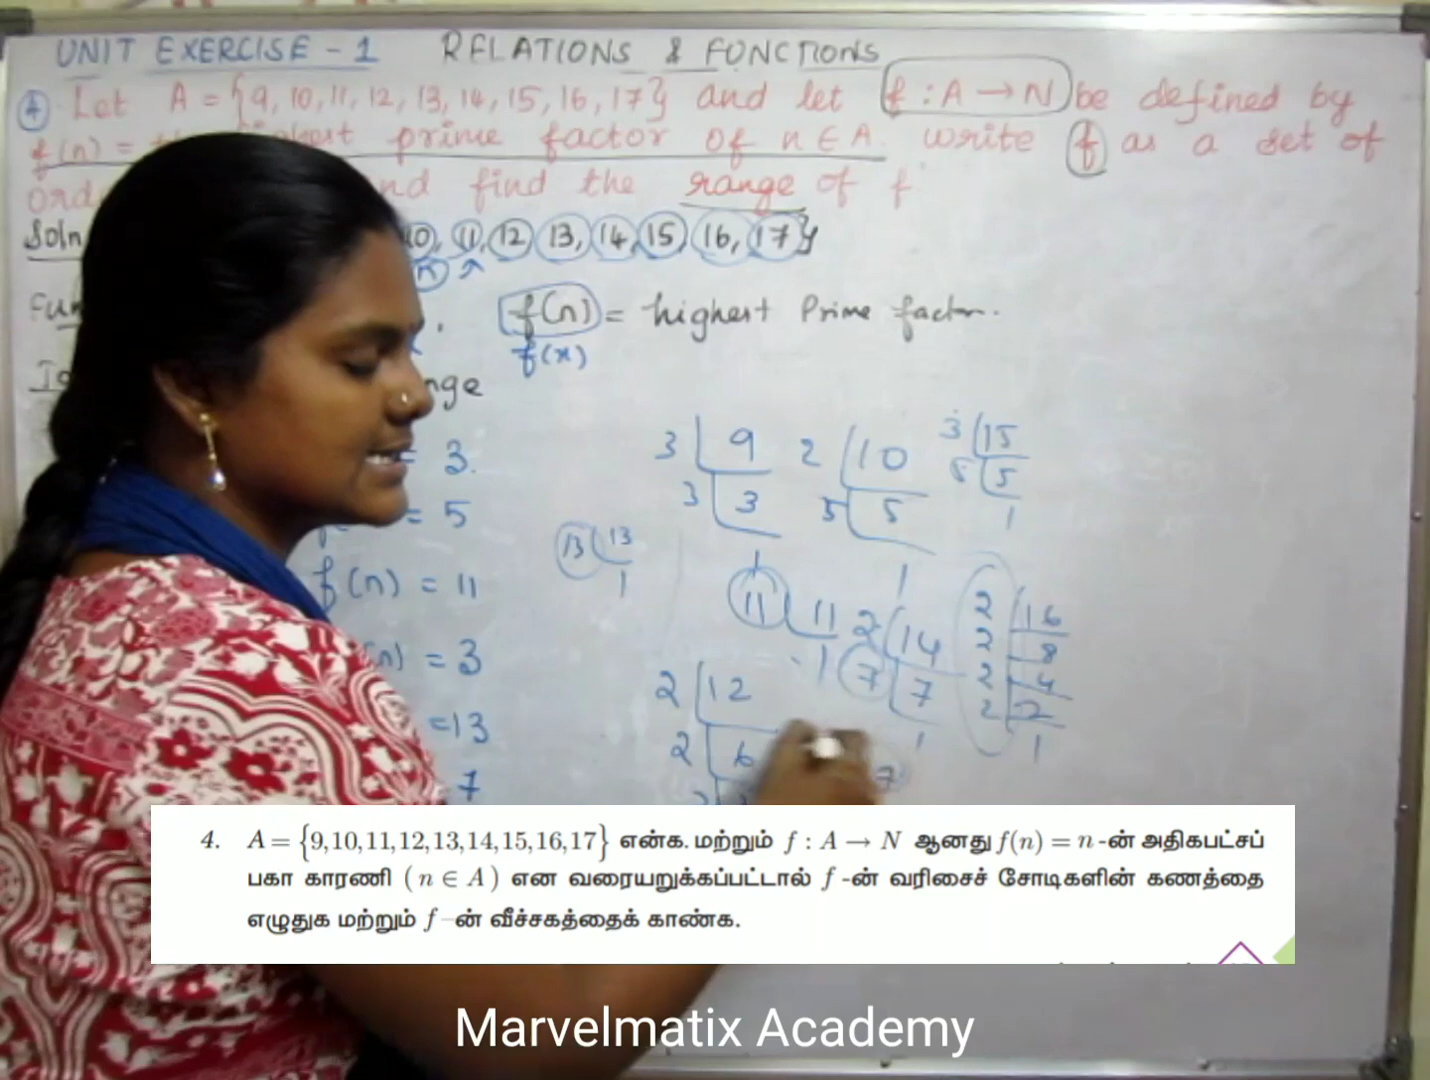 UNIT EXERCISE - 1 RELATIONS & FUNCTIONS
4 Let A = {9, 10, 11, 12, 13, 14, 15, 16, 17} and let f : A → N be defined by
f(n) = prime factor of n ∈ A. write f as a set of
find the range of f
Soln 10, 11, 12, 13, 14, 15, 16, 17}
f(n) = highest Prime factor.
f(x)
= 3.
= 5
f(n) = 11
= 3
= 13
7
3 9
3 3
1
2 10
5 5
1
3 15
5 5
1
13 13
1
11 11
1
2 14
7 7
1
2 16
2 8
2 4
2 2
1
2 12
2 6
4. A = {9,10,11,12,13,14,15,16,17} என்க. மற்றும் f : A → N ஆனது f(n) = n -ன் அதிகபட்சப்
பகா காரணி ( n ∈ A ) என வரையறுக்கப்பட்டால் f -ன் வரிசைச் சோடிகளின் கணத்தை
எழுதுக மற்றும் f -ன் வீச்சகத்தைக் காண்க.
Marvelmatix Academy